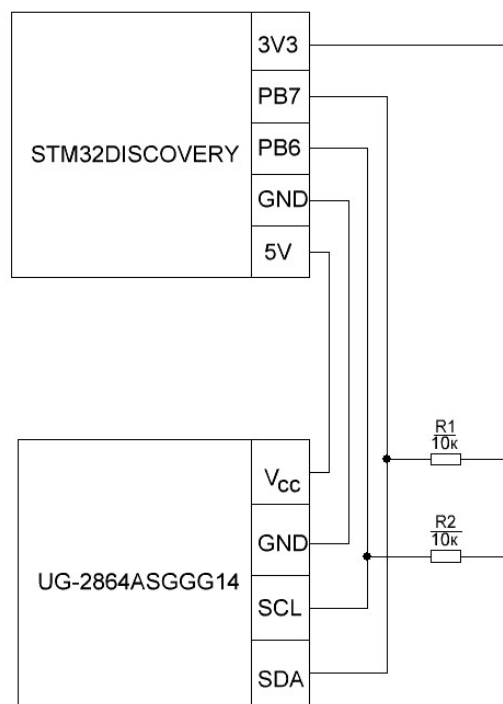 3V3
PB7
STM32DISCOVERY
PB6
GND
5V
R1
10к
VCC
R2
10к
GND
UG-2864ASGGG14
SCL
SDA